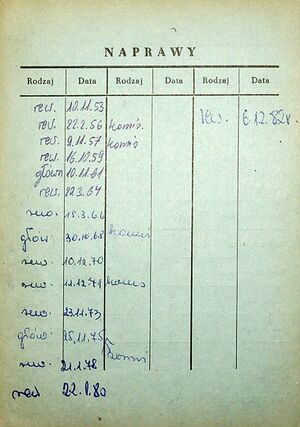 NAPRAWY
Rodzaj Data Rodzaj Data Rodzaj Data
rew. 10.11.53 rew. 6.12.82r.
rew. 22.2.56 komis.
rew. 9.11.57 komis.
rew. 16.10.59
główn 10.11.61
rew. 22.3.64
rew. 15.3.66
głów 30.10.68 komis
rew. 10.12.70
rew. 11.12.71 komis
rew. 23.11.73
głów. 25.11.75
rew. 21.1.78 komis
rew 22.1.80